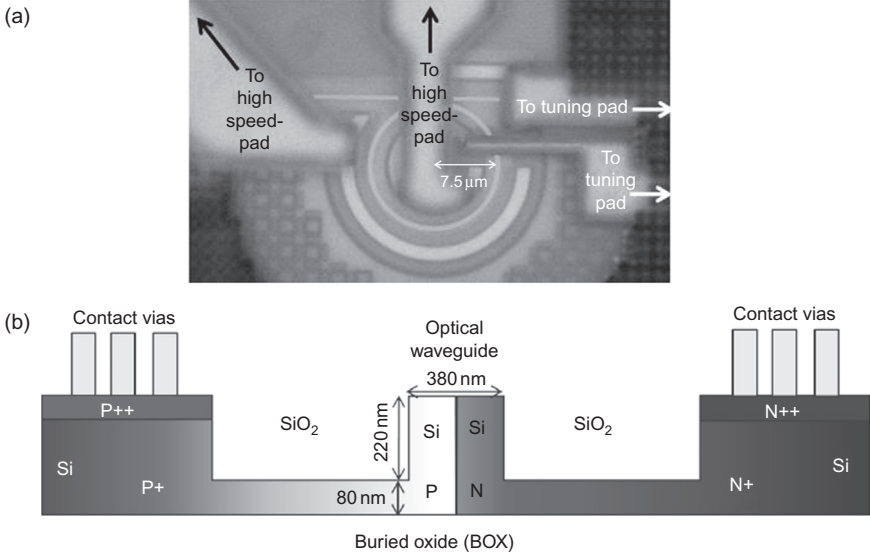 (a)
To
high
speed-
pad
To
high
speed-
pad
To tuning pad
To
tuning
pad
7.5 μm
(b)
Contact vias
Optical
waveguide
380 nm
Contact vias
P++
SiO2
220 nm
Si
Si
SiO2
N++
Si
P+
80 nm
P
N
N+
Si
Buried oxide (BOX)